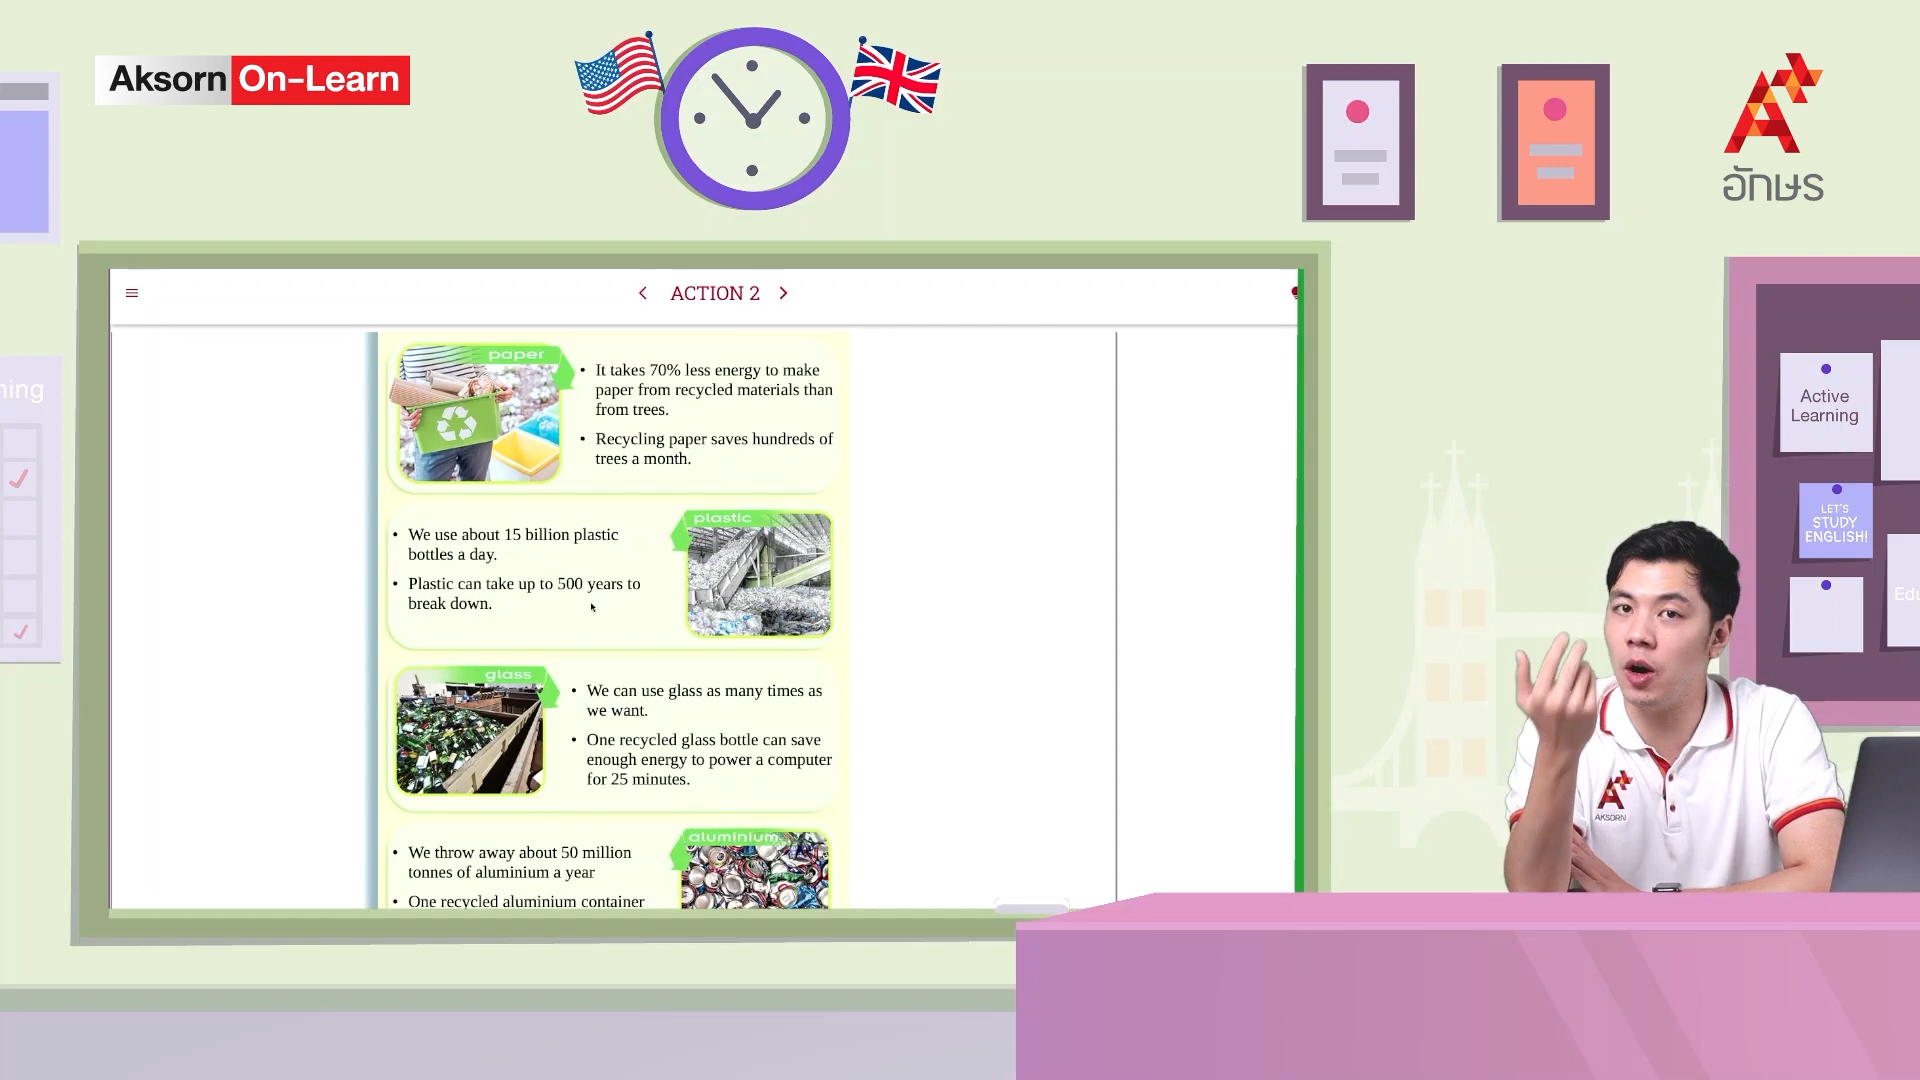 Aksorn On-Learn
อักษร
ning
ACTION 2
paper
• It takes 70% less energy to make
paper from recycled materials than
from trees.
• Recycling paper saves hundreds of
trees a month.
plastic
• We use about 15 billion plastic
bottles a day.
• Plastic can take up to 500 years to
break down.
glass
• We can use glass as many times as
we want.
• One recycled glass bottle can save
enough energy to power a computer
for 25 minutes.
aluminium
• We throw away about 50 million
tonnes of aluminium a year
• One recycled aluminium container
Active
Learning
LET'S
STUDY
ENGLISH!
Edu
AKSORN